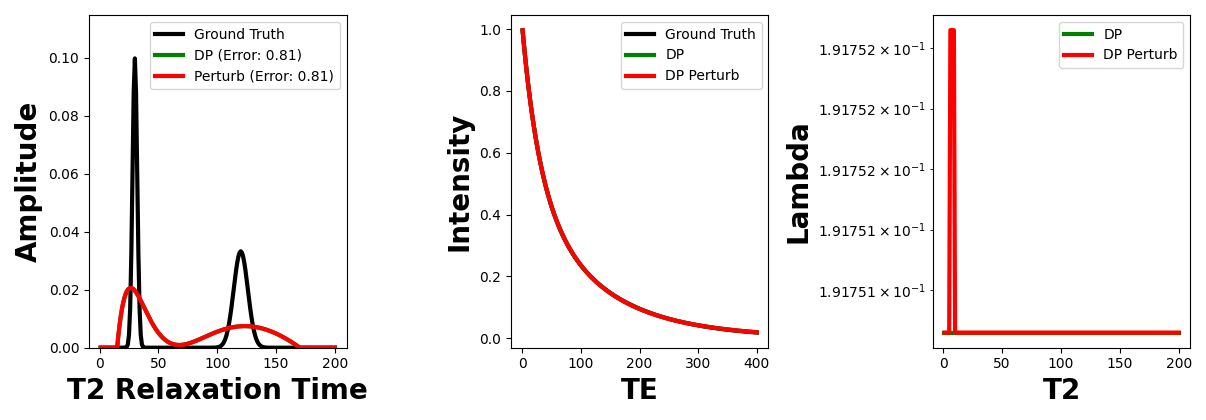 Amplitude
0.10
0.08
0.06
0.04
0.02
0.00
Ground Truth
DP (Error: 0.81)
Perturb (Error: 0.81)
0 50 100 150 200
T2 Relaxation Time
Intensity
1.0
0.8
0.6
0.4
0.2
0.0
Ground Truth
DP
DP Perturb
0 100 200 300 400
TE
Lambda
1.91752 × 10⁻¹
1.91752 × 10⁻¹
1.91752 × 10⁻¹
1.91751 × 10⁻¹
1.91751 × 10⁻¹
DP
DP Perturb
0 50 100 150 200
T2